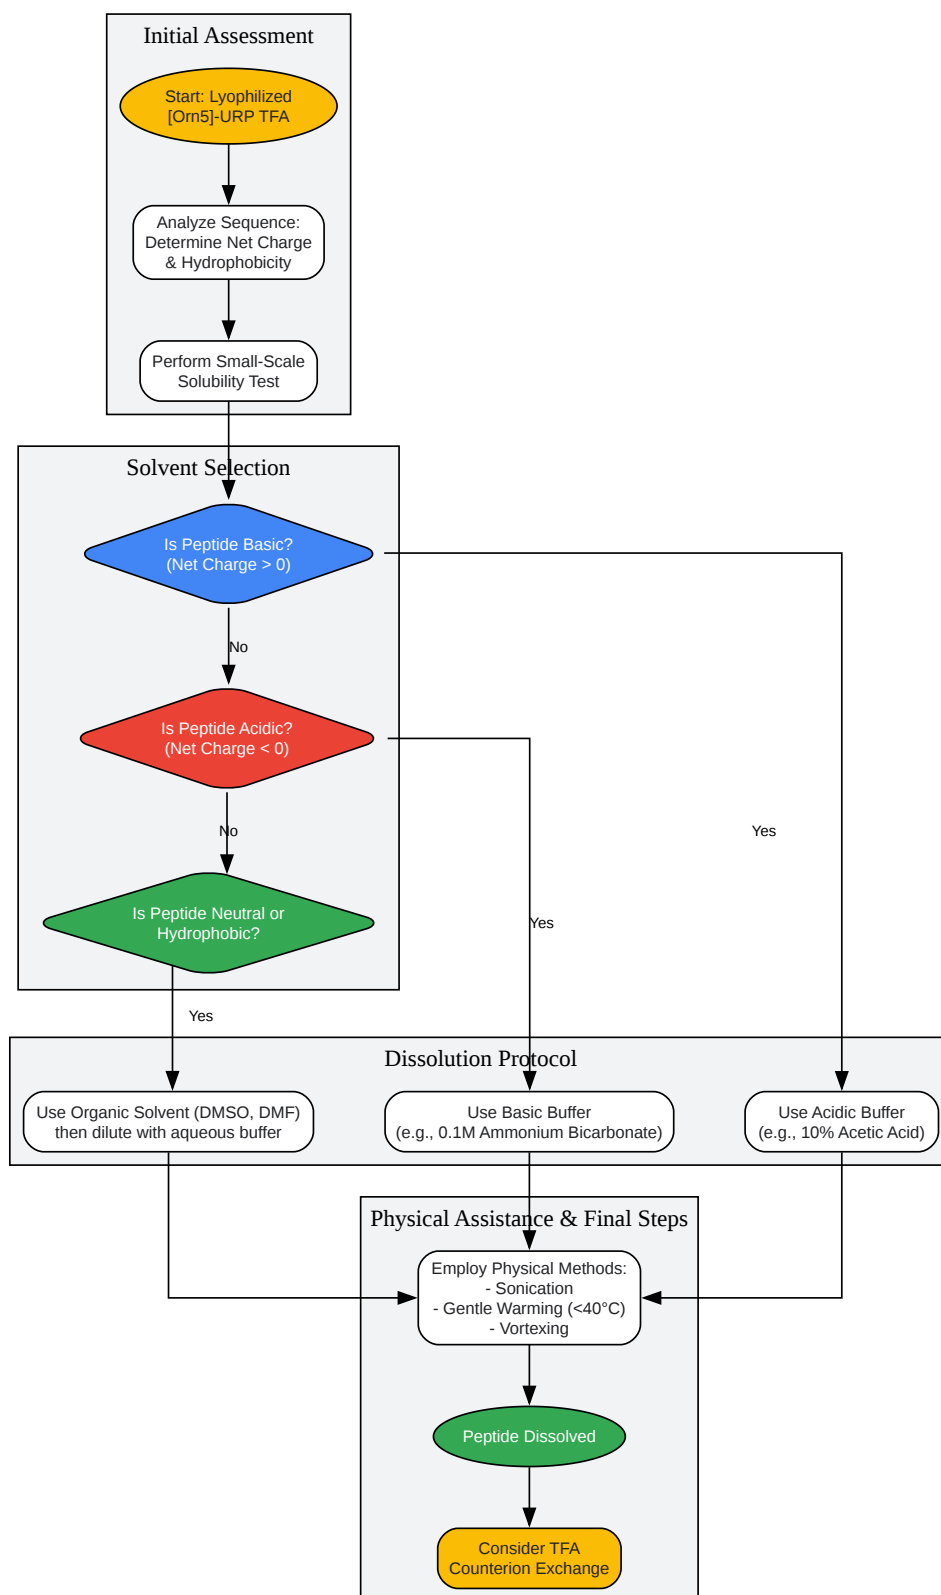 Initial Assessment
Start: Lyophilized
[Orn5]-URP TFA
Analyze Sequence:
Determine Net Charge
& Hydrophobicity
Perform Small-Scale
Solubility Test
Solvent Selection
Is Peptide Basic?
(Net Charge > 0)
No
Is Peptide Acidic?
(Net Charge < 0)
No
Yes
Is Peptide Neutral or
Hydrophobic?
Yes
Yes
Dissolution Protocol
Use Organic Solvent (DMSO, DMF)
then dilute with aqueous buffer
Use Basic Buffer
(e.g., 0.1M Ammonium Bicarbonate)
Use Acidic Buffer
(e.g., 10% Acetic Acid)
Physical Assistance & Final Steps
Employ Physical Methods:
- Sonication
- Gentle Warming (<40°C)
- Vortexing
Peptide Dissolved
Consider TFA
Counterion Exchange